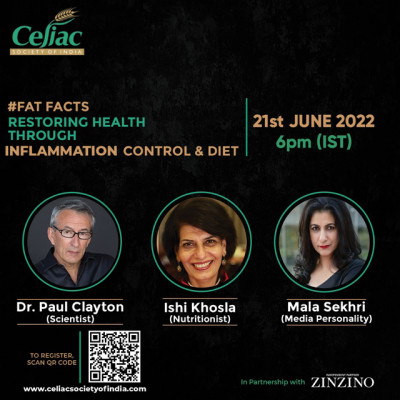 Celiac
SOCIETY OF INDIA
#FAT FACTS
RESTORING HEALTH
THROUGH
INFLAMMATION CONTROL & DIET
21st JUNE 2022
6pm (IST)
Dr. Paul Clayton
(Scientist)
Ishi Khosla
(Nutritionist)
Mala Sekhri
(Media Personality)
TO REGISTER,
SCAN QR CODE
www.celiacsocietyofindia.com
In Partnership with
INDEPENDENT PARTNER
ZINZINO